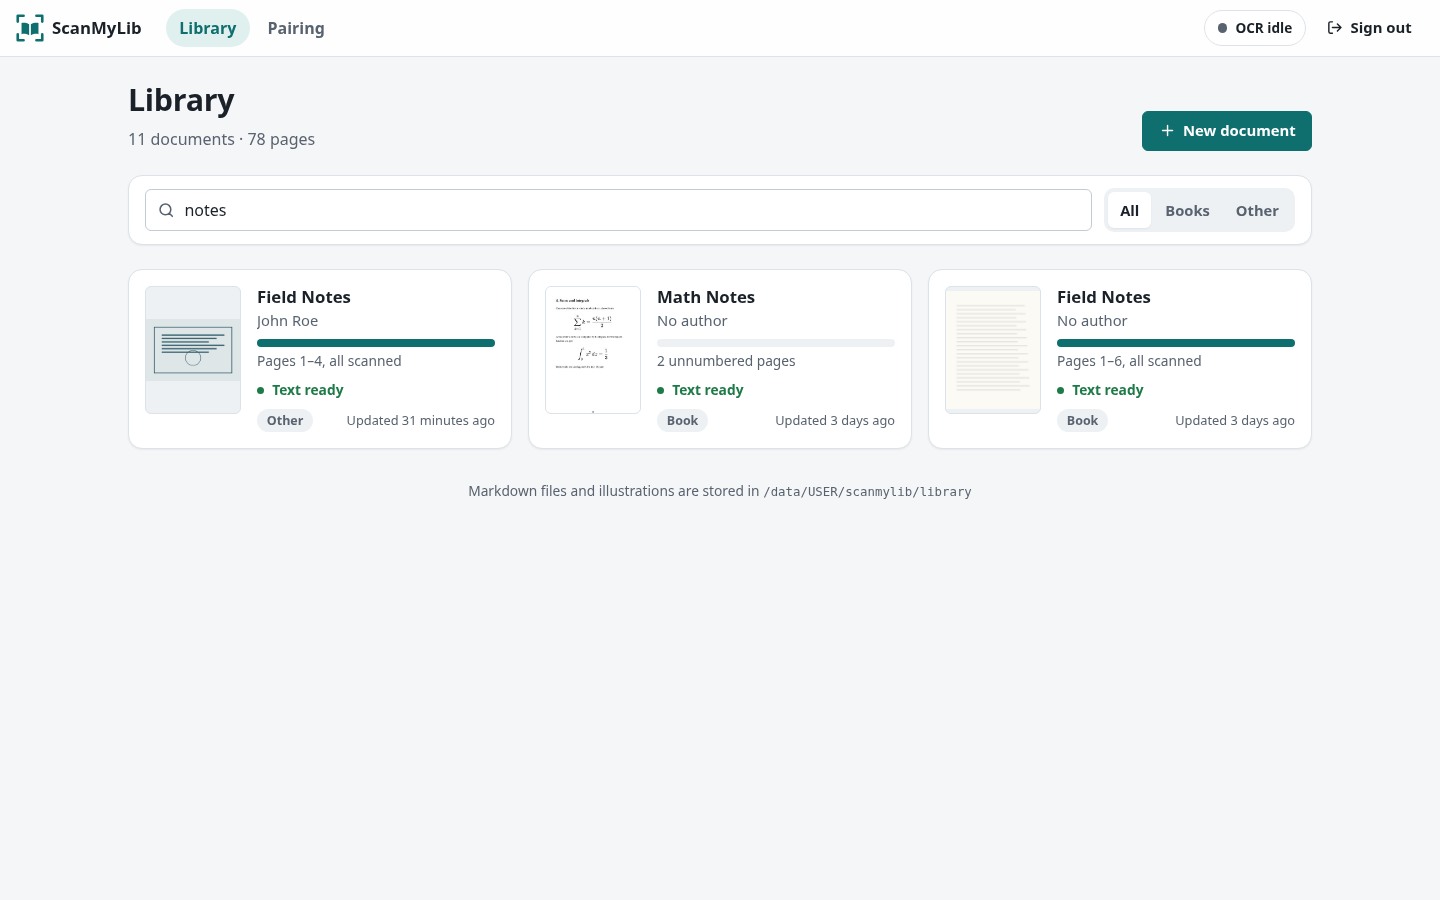 ScanMyLib
Library
Pairing
OCR idle
Sign out
Library
11 documents · 78 pages
New document
notes
All
Books
Other
Field Notes
John Roe
Pages 1–4, all scanned
Text ready
Other
Updated 31 minutes ago
Math Notes
No author
2 unnumbered pages
Text ready
Book
Updated 3 days ago
Field Notes
No author
Pages 1–6, all scanned
Text ready
Book
Updated 3 days ago
Markdown files and illustrations are stored in /data/USER/scanmylib/library